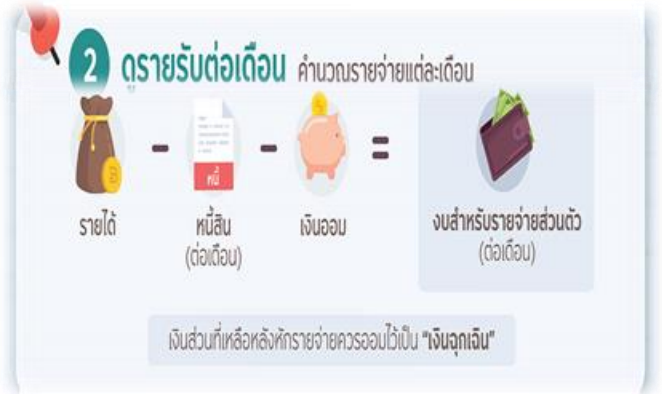 2 ดูรายรับต่อเดือน คำนวณรายจ่ายแต่ละเดือน
- - =
หนี้
รายได้ หนี้สิน เงินออม งบสำหรับรายจ่ายส่วนตัว
(ต่อเดือน) (ต่อเดือน)
เงินส่วนที่เหลือหลังหักรายจ่ายควรออมไว้เป็น "เงินฉุกเฉิน"